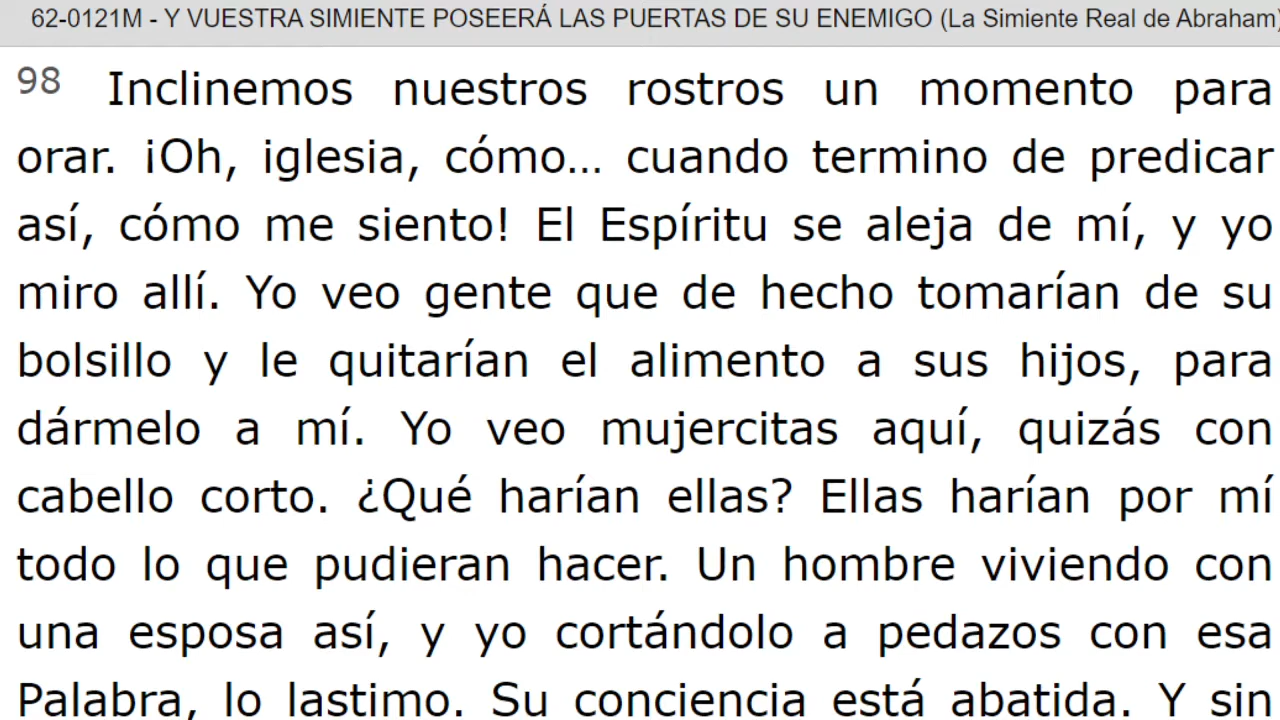 62-0121M - Y VUESTRA SIMIENTE POSEERÁ LAS PUERTAS DE SU ENEMIGO (La Simiente Real de Abraham)
98 Inclinemos nuestros rostros un momento para
orar. ¡Oh, iglesia, cómo... cuando termino de predicar
así, cómo me siento! El Espíritu se aleja de mí, y yo
miro allí. Yo veo gente que de hecho tomarían de su
bolsillo y le quitarían el alimento a sus hijos, para
dármelo a mí. Yo veo mujercitas aquí, quizás con
cabello corto. ¿Qué harían ellas? Ellas harían por mí
todo lo que pudieran hacer. Un hombre viviendo con
una esposa así, y yo cortándolo a pedazos con esa
Palabra, lo lastimo. Su conciencia está abatida. Y sin